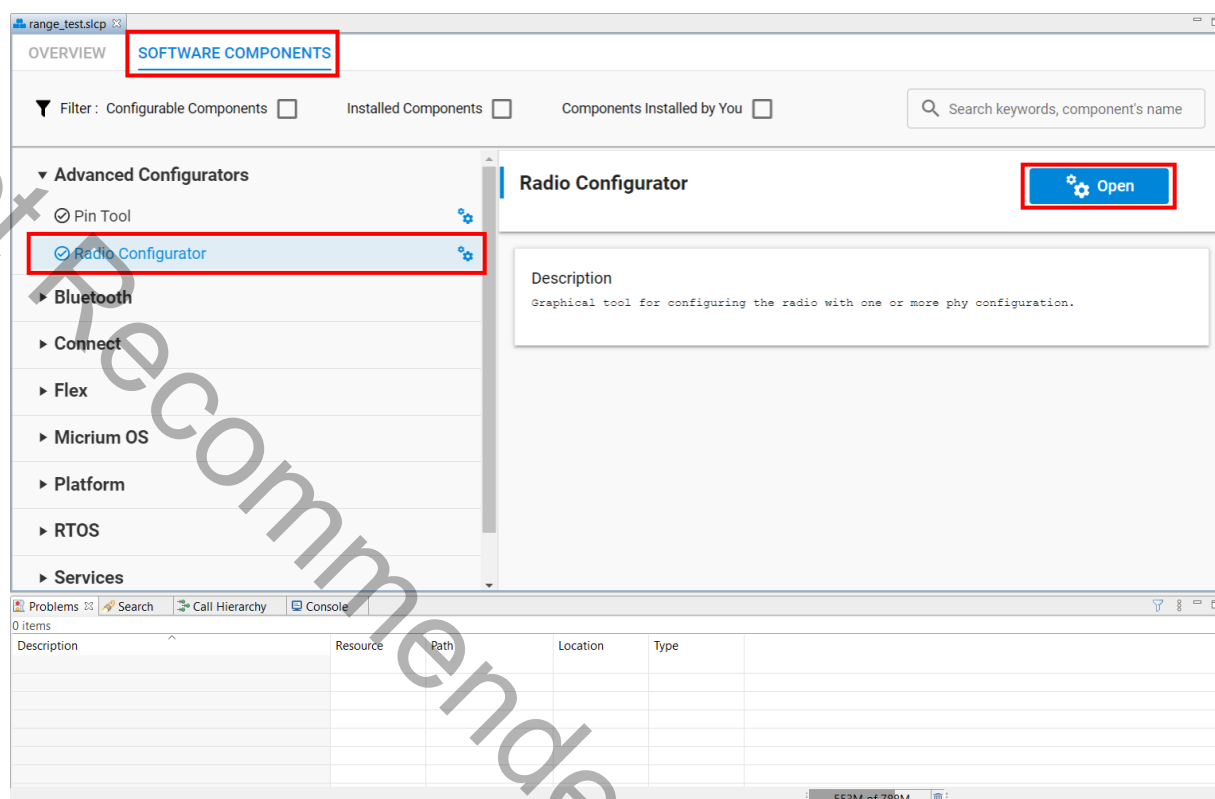 range_test.slcp
OVERVIEW SOFTWARE COMPONENTS
Filter : Configurable Components Installed Components Components Installed by You Search keywords, component's name
Advanced Configurators
Pin Tool
Radio Configurator
Bluetooth
Connect
Flex
Micrium OS
Platform
RTOS
Services
Radio Configurator Open
Description
Graphical tool for configuring the radio with one or more phy configuration.
Problems Search Call Hierarchy Console
0 items
Description Resource Path Location Type
553M of 788M
Recommende